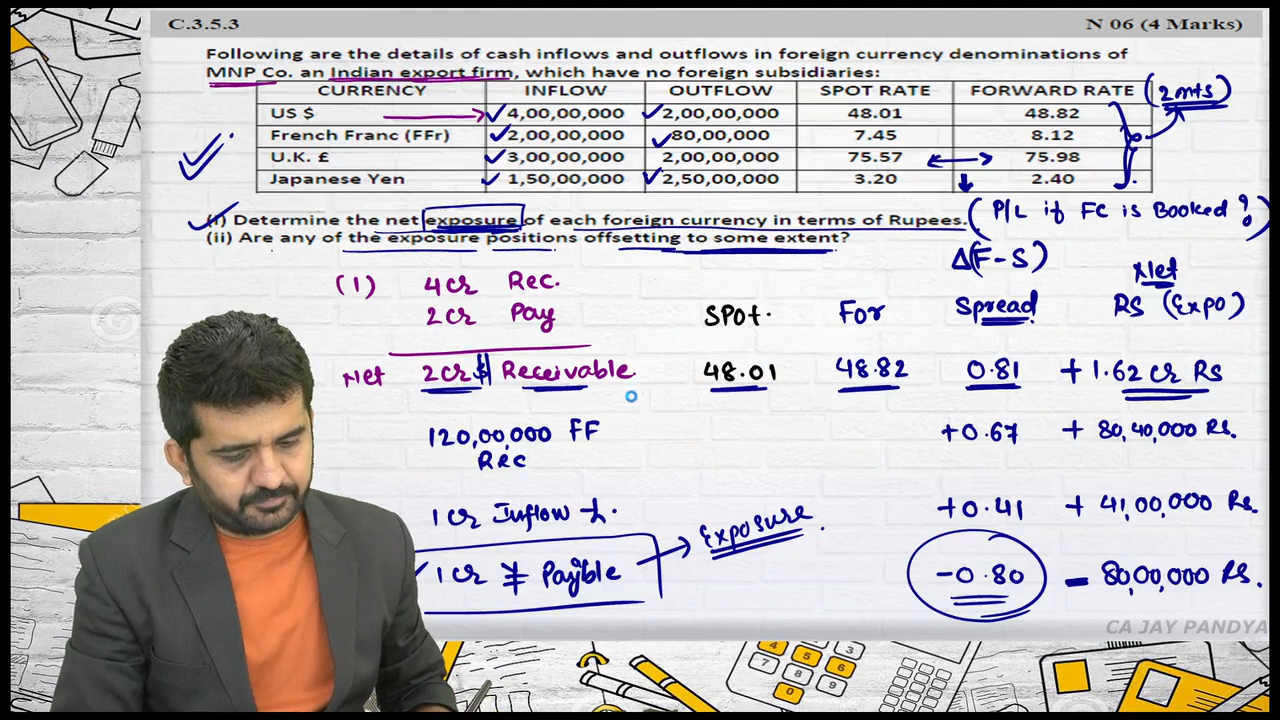 C.3.5.3 N 06 (4 Marks)
Following are the details of cash inflows and outflows in foreign currency denominations of
MNP Co. an Indian export firm, which have no foreign subsidiaries:
CURRENCY INFLOW OUTFLOW SPOT RATE FORWARD RATE (2mts)
US $ 4,00,00,000 2,00,00,000 48.01 48.82
French Franc (FFr) 2,00,00,000 80,00,000 7.45 8.12
U.K. £ 3,00,00,000 2,00,00,000 75.57 75.98
Japanese Yen 1,50,00,000 2,50,00,000 3.20 2.40
(i) Determine the net exposure of each foreign currency in terms of Rupees. (P/L if FC is Booked ?)
(ii) Are any of the exposure positions offsetting to some extent?
Δ(F-S)
(1) 4cr Rec. Net
2cr Pay SPOt. For Spread RS (Expo)
Net 2cr $ Receivable 48.01 48.82 0.81 + 1.62 cr Rs
120,00,000 FF +0.67 + 80,40,000 Rs.
Rec
1 cr Inflow £. +0.41 + 41,00,000 Rs.
Exposure.
1 cr ¥ Payible -0.80 - 80,00,000 Rs.
CA JAY PANDYA